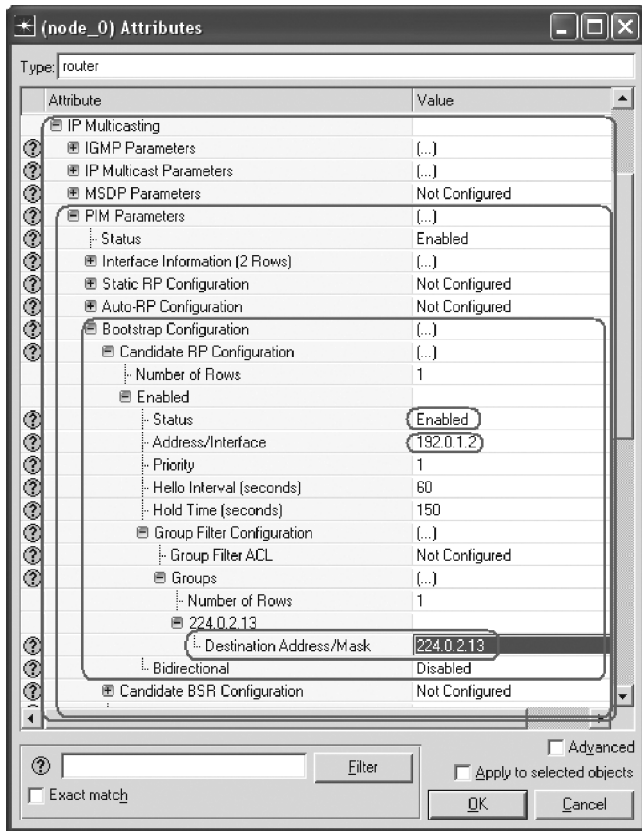 (node_0) Attributes
Type: router
Attribute Value
IP Multicasting
IGMP Parameters (...)
IP Multicast Parameters (...)
MSDP Parameters Not Configured
PIM Parameters (...)
Status Enabled
Interface Information (2 Rows) (...)
Static RP Configuration Not Configured
Auto-RP Configuration Not Configured
Bootstrap Configuration (...)
Candidate RP Configuration (...)
Number of Rows 1
Enabled
Status Enabled
Address/Interface 192.0.1.2
Priority 1
Hello Interval (seconds) 60
Hold Time (seconds) 150
Group Filter Configuration (...)
Group Filter ACL Not Configured
Groups (...)
Number of Rows 1
224.0.2.13
Destination Address/Mask 224.0.2.13
Bidirectional Disabled
Candidate BSR Configuration Not Configured
Advanced
Filter
Apply to selected objects
Exact match
OK Cancel